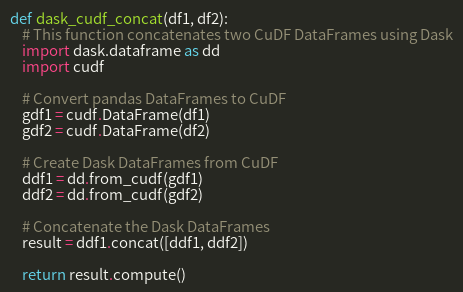 def dask_cudf_concat(df1, df2):
    # This function concatenates two CuDF DataFrames using Dask
    import dask.dataframe as dd
    import cudf

    # Convert pandas DataFrames to CuDF
    gdf1 = cudf.DataFrame(df1)
    gdf2 = cudf.DataFrame(df2)

    # Create Dask DataFrames from CuDF
    ddf1 = dd.from_cudf(gdf1)
    ddf2 = dd.from_cudf(gdf2)

    # Concatenate the Dask DataFrames
    result = ddf1.concat([ddf1, ddf2])

    return result.compute()